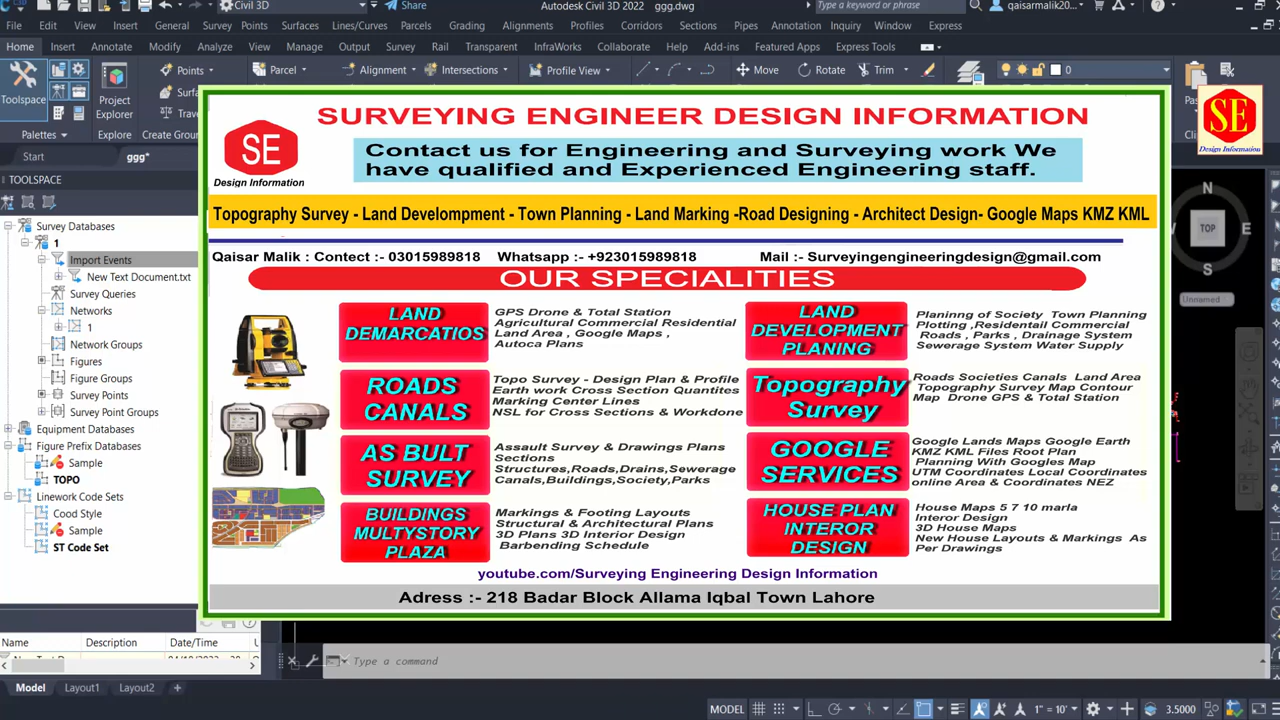 Civil 3D
Share
Autodesk Civil 3D 2022 ggg.dwg
Type a keyword or phrase
qaisarmalik20...
File Edit View Insert General Survey Points Surfaces Lines/Curves Parcels Grading Alignments Profiles Corridors Sections Pipes Annotation Inquiry Window Express
Home Insert Annotate Modify Analyze View Manage Output Survey Rail Transparent InfraWorks Collaborate Help Add-ins Featured Apps Express Tools
Toolspace
Project
Explorer
Points
Parcel
Alignment
Intersections
Profile View
Move
Rotate
Trim
0
Palettes
Explore
Create Ground
Start
ggg*
SE
Design Information
SURVEYING ENGINEER DESIGN INFORMATION
SE
Design Information
Contact us for Engineering and Surveying work We
have qualified and Experienced Engineering staff.
Topography Survey - Land Develompment - Town Planning - Land Marking -Road Designing - Architect Design- Google Maps KMZ KML
Qaisar Malik : Contect :- 03015989818 Whatsapp :- +923015989818 Mail :- Surveyingengineeringdesign@gmail.com
OUR SPECIALITIES
LAND
DEMARCATIOS
GPS Drone & Total Station
Agricultural Commercial Residential
Land Area , Google Maps ,
Autoca Plans
LAND
DEVELOPMENT
PLANING
Planinng of Society Town Planning
Plotting ,Residentail Commercial
Roads , Parks , Drainage System
Sewerage System Water Supply
ROADS
CANALS
Topo Survey - Design Plan & Profile
Earth work Cross Section Quantites
Marking Center Lines
NSL for Cross Sections & Workdone
Topography
Survey
Roads Societies Canals Land Area
Topography Survey Map Contour
Map Drone GPS & Total Station
AS BULT
SURVEY
Assault Survey & Drawings Plans
Sections
Structures,Roads,Drains,Sewerage
Canals,Buildings,Society,Parks
GOOGLE
SERVICES
Google Lands Maps Google Earth
KMZ KML Files Root Plan
Planning With Googles Map
UTM Coordinates Local Coordinates
online Area & Coordinates NEZ
BUILDINGS
MULTYSTORY
PLAZA
Markings & Footing Layouts
Structural & Architectural Plans
3D Plans 3D Interior Design
Barbending Schedule
HOUSE PLAN
INTEROR
DESIGN
House Maps 5 7 10 marla
Interor Design
3D House Maps
New House Layouts & Markings As
Per Drawings
youtube.com/Surveying Engineering Design Information
Adress :- 218 Badar Block Allama Iqbal Town Lahore
TOOLSPACE
Survey Databases
1
Import Events
New Text Document.txt
Survey Queries
Networks
1
Network Groups
Figures
Figure Groups
Survey Points
Survey Point Groups
Equipment Databases
Figure Prefix Databases
Sample
TOPO
Linework Code Sets
Cood Style
Sample
ST Code Set
N
TOP
E
S
Unnamed
Name Description Date/Time
Type a command
Model Layout1 Layout2 +
MODEL
1" = 10'
3.5000